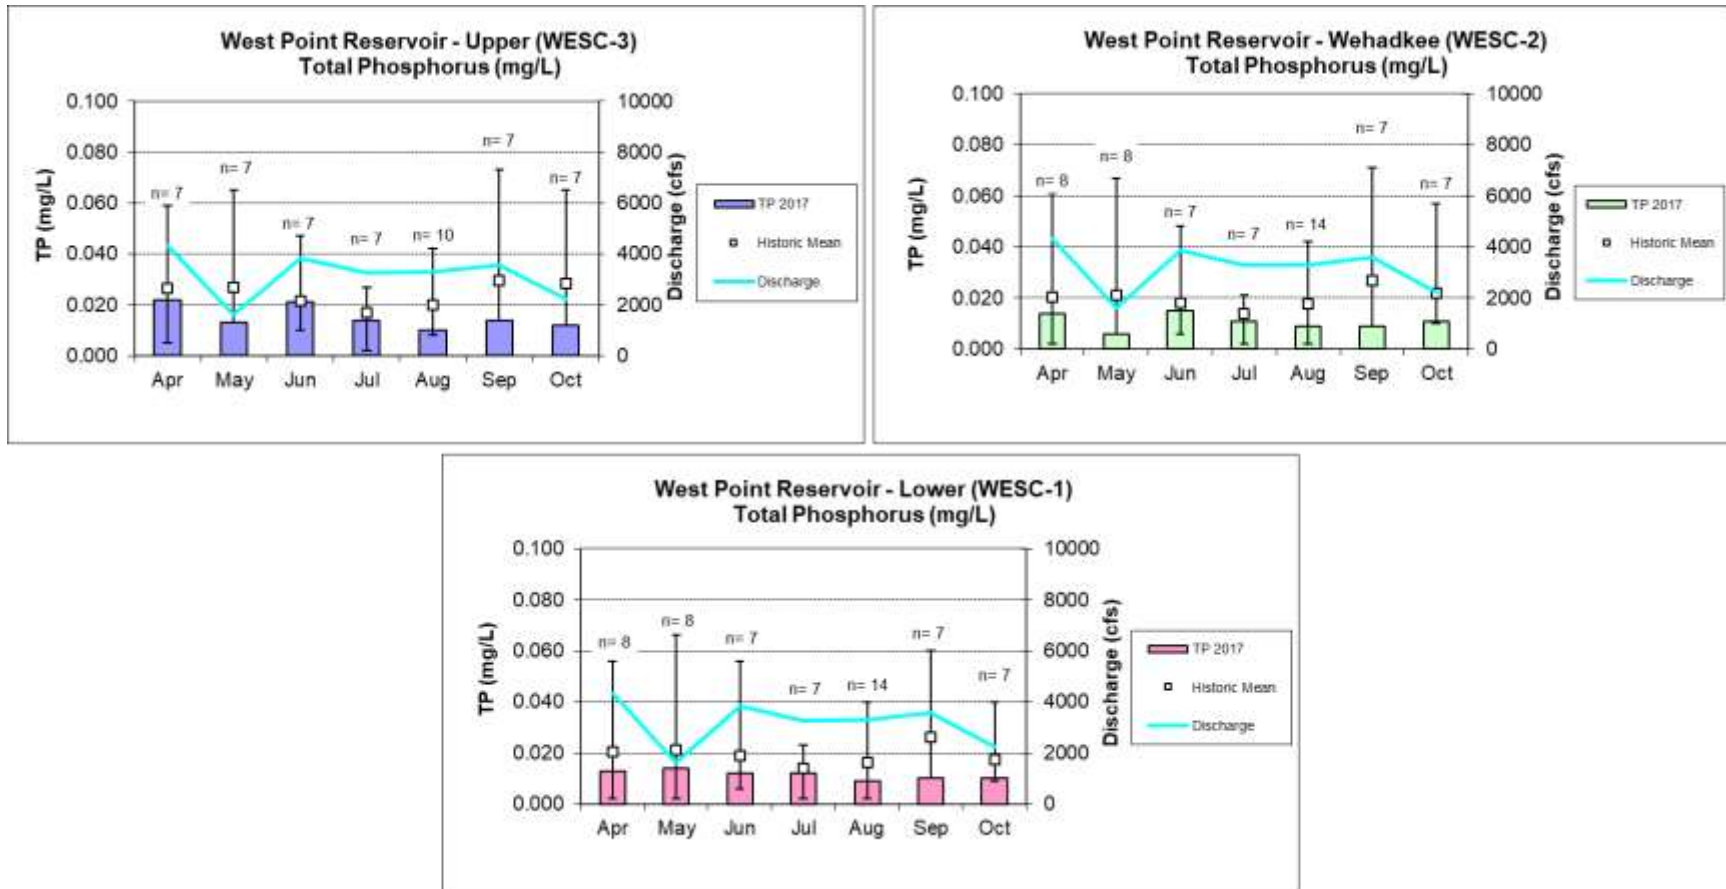 West Point Reservoir - Upper (WESC-3)
Total Phosphorus (mg/L)
TP (mg/L)
0.100
0.080
0.060
0.040
0.020
0.000
n= 7
n= 7
n= 7
n= 7
n= 10
n= 7
n= 7
10000
8000
6000
4000
2000
0
Discharge (cfs)
Apr May Jun Jul Aug Sep Oct
TP 2017
Historic Mean
Discharge
West Point Reservoir - Wehadkee (WESC-2)
Total Phosphorus (mg/L)
TP (mg/L)
0.100
0.080
0.060
0.040
0.020
0.000
n= 8
n= 8
n= 7
n= 7
n= 14
n= 7
n= 7
10000
8000
6000
4000
2000
0
Discharge (cfs)
Apr May Jun Jul Aug Sep Oct
TP 2017
Historic Mean
Discharge
West Point Reservoir - Lower (WESC-1)
Total Phosphorus (mg/L)
TP (mg/L)
0.100
0.080
0.060
0.040
0.020
0.000
n= 8
n= 8
n= 7
n= 7
n= 14
n= 7
n= 7
10000
8000
6000
4000
2000
0
Discharge (cfs)
Apr May Jun Jul Aug Sep Oct
TP 2017
Historic Mean
Discharge